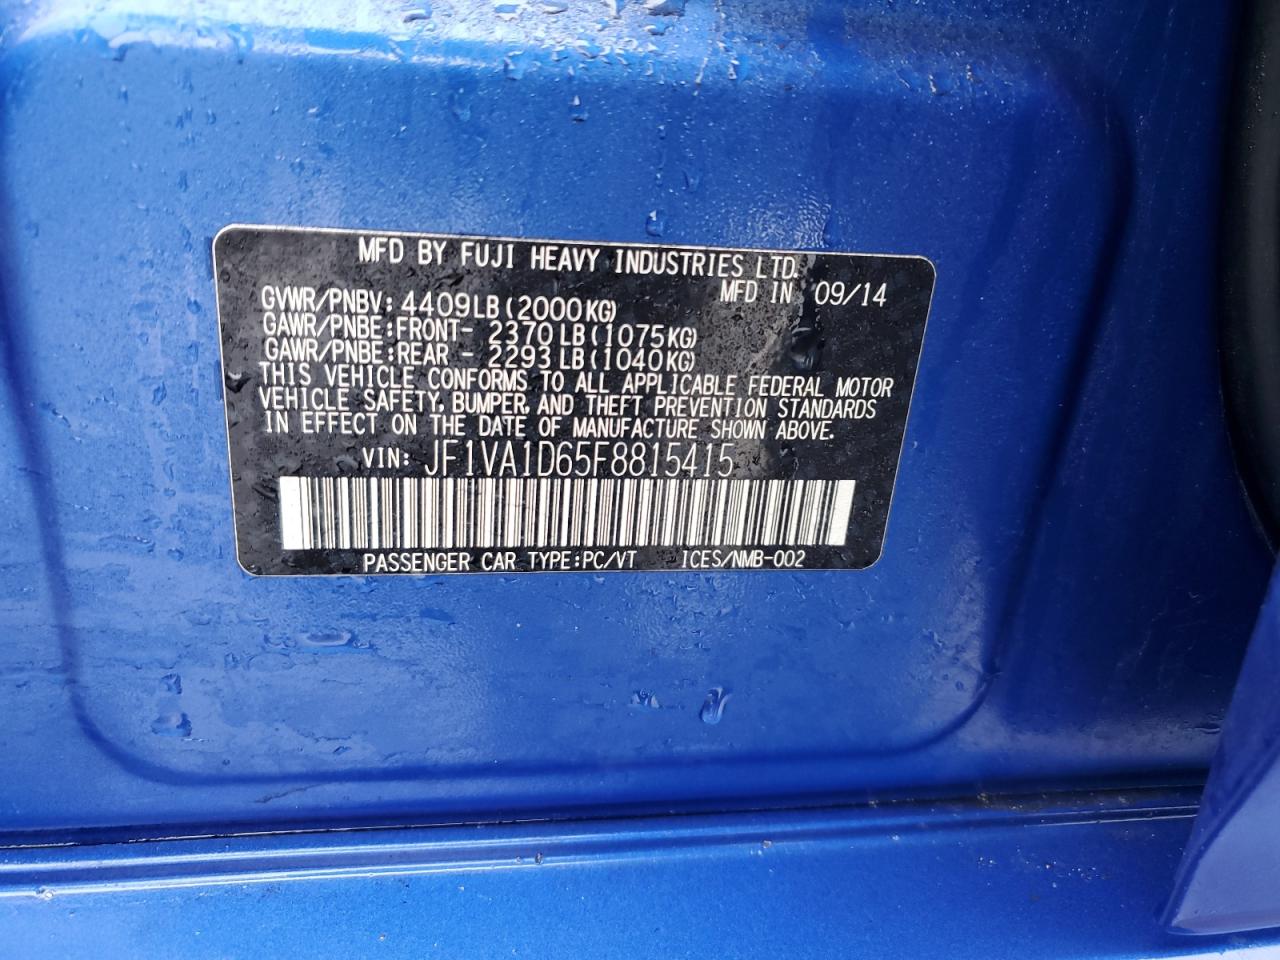 MFD BY FUJI HEAVY INDUSTRIES LTD.
MFD IN 09/14
GVWR/PNBV: 4409LB(2000KG)
GAWR/PNBE:FRONT- 2370LB(1075KG)
GAWR/PNBE:REAR - 2293LB(1040KG)
THIS VEHICLE CONFORMS TO ALL APPLICABLE FEDERAL MOTOR
VEHICLE SAFETY, BUMPER, AND THEFT PREVENTION STANDARDS
IN EFFECT ON THE DATE OF MANUFACTURE SHOWN ABOVE.
VIN: JF1VA1D65F8815415
PASSENGER CAR TYPE:PC/VT ICES/NMB-002